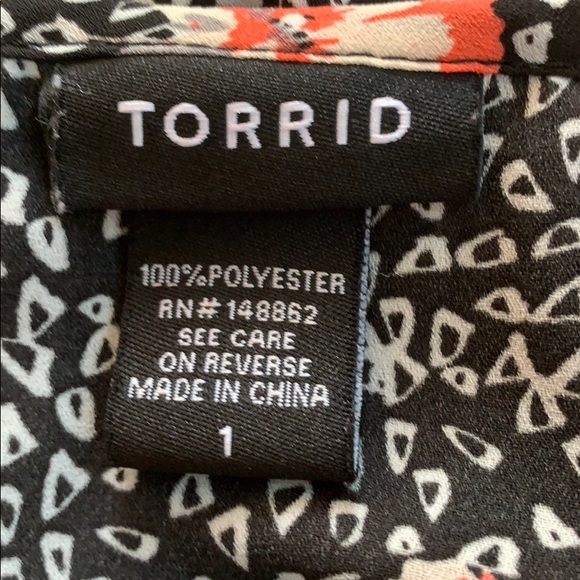 TORRID
100%POLYESTER
RN# 148862
SEE CARE
ON REVERSE
MADE IN CHINA
1